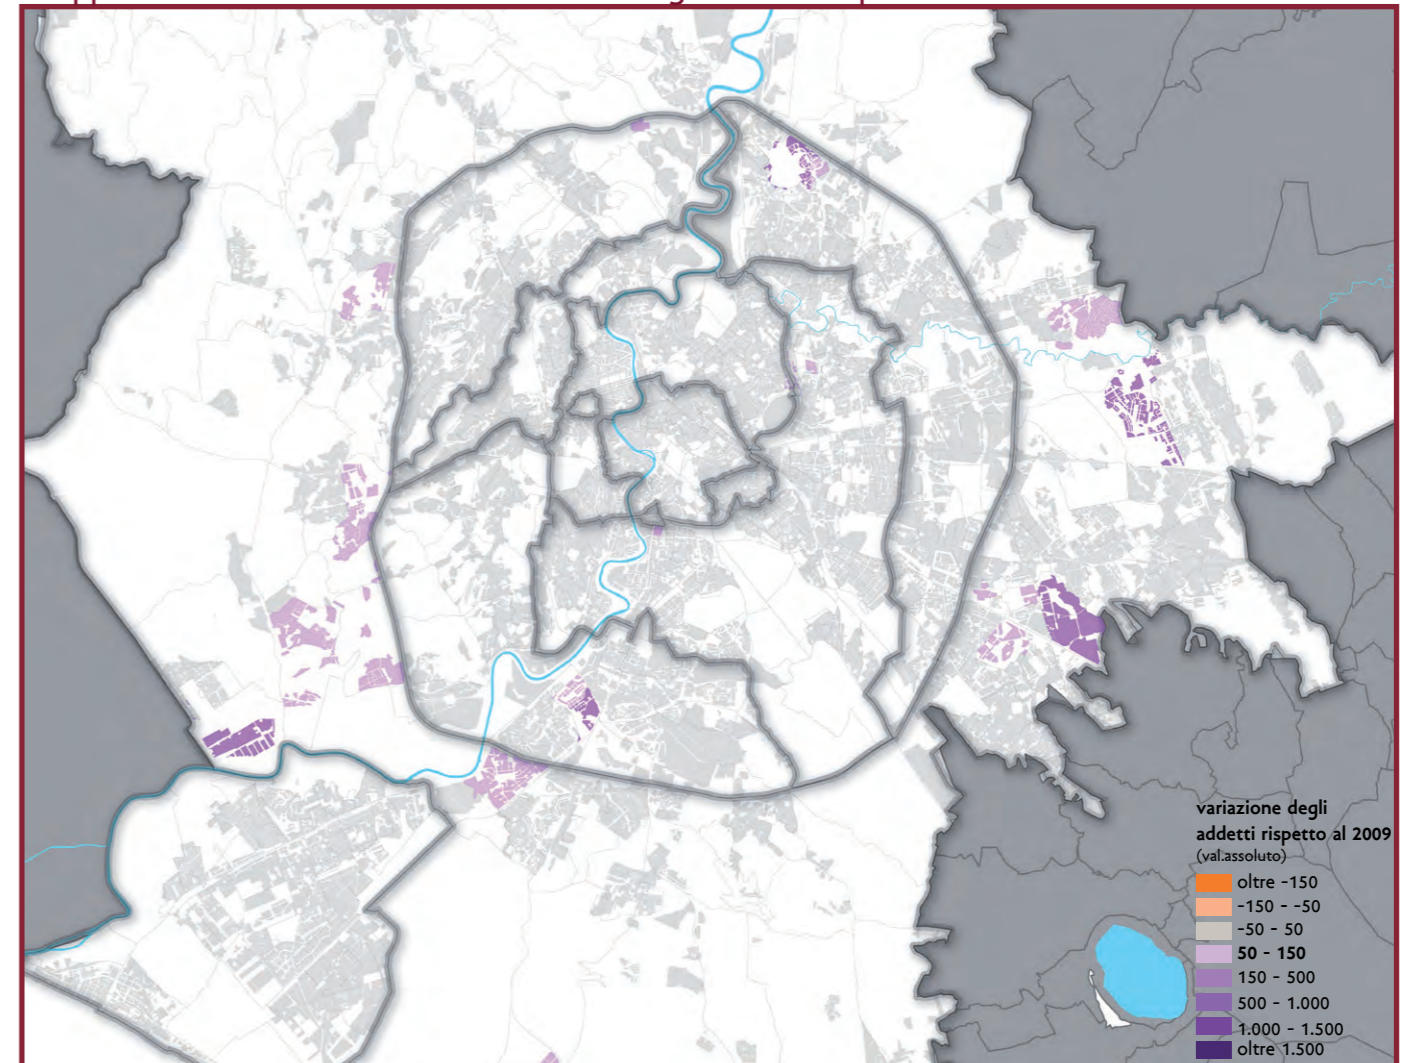 variazione degli
addetti rispetto al 2009
(val.assoluto)
oltre -150
-150 - -50
-50 - 50
50 - 150
150 - 500
500 - 1.000
1.000 - 1.500
oltre 1.500